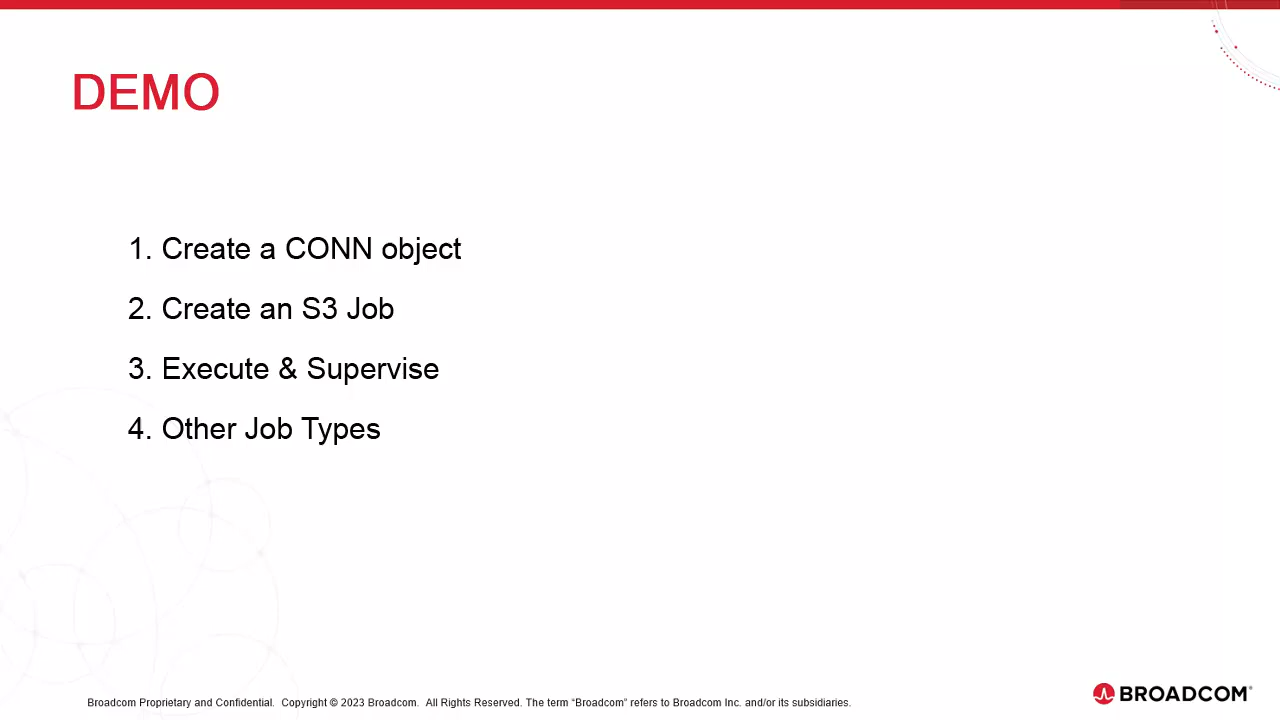 DEMO
1. Create a CONN object
2. Create an S3 Job
3. Execute & Supervise
4. Other Job Types
Broadcom Proprietary and Confidential.  Copyright © 2023 Broadcom.  All Rights Reserved. The term “Broadcom” refers to Broadcom Inc. and/or its subsidiaries.
BROADCOM®